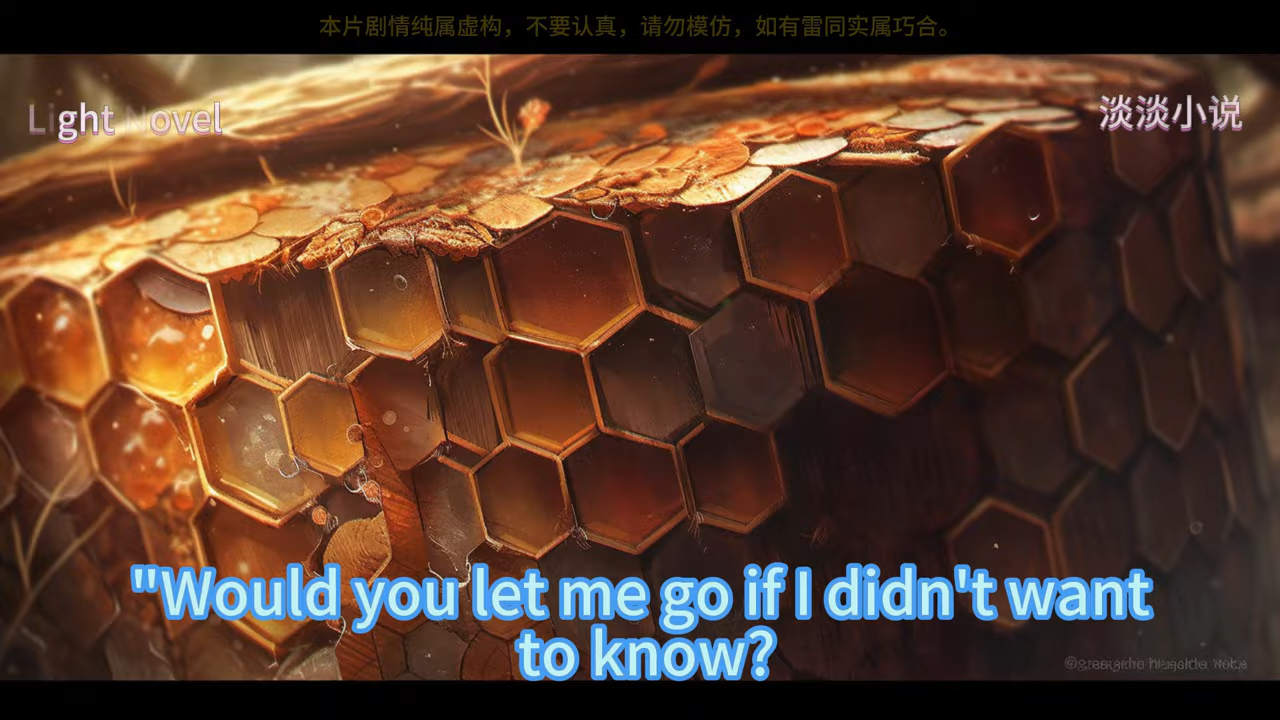 本片剧情纯属虚构，不要认真，请勿模仿，如有雷同实属巧合。
Light Novel
淡淡小说
"Would you let me go if I didn't want
to know?